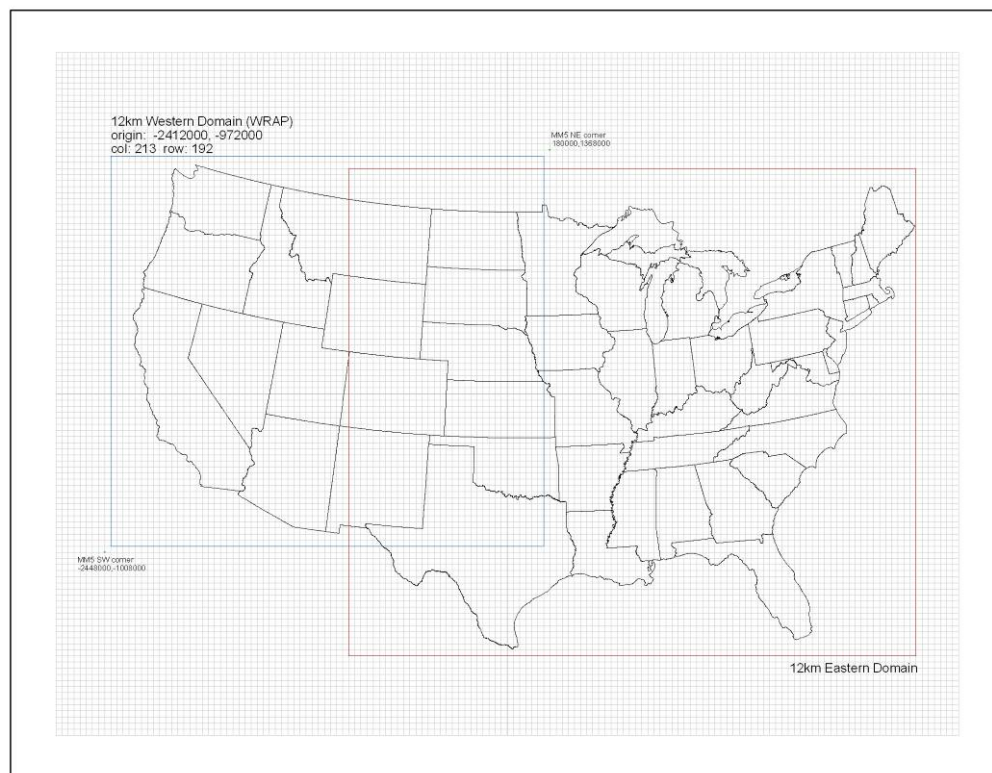 12km Western Domain (WRAP)
origin: -2412000, -972000
col: 213 row: 192
MM5 NE corner
180000,1368000
MM5 SW corner
-2448000,-1008000
12km Eastern Domain